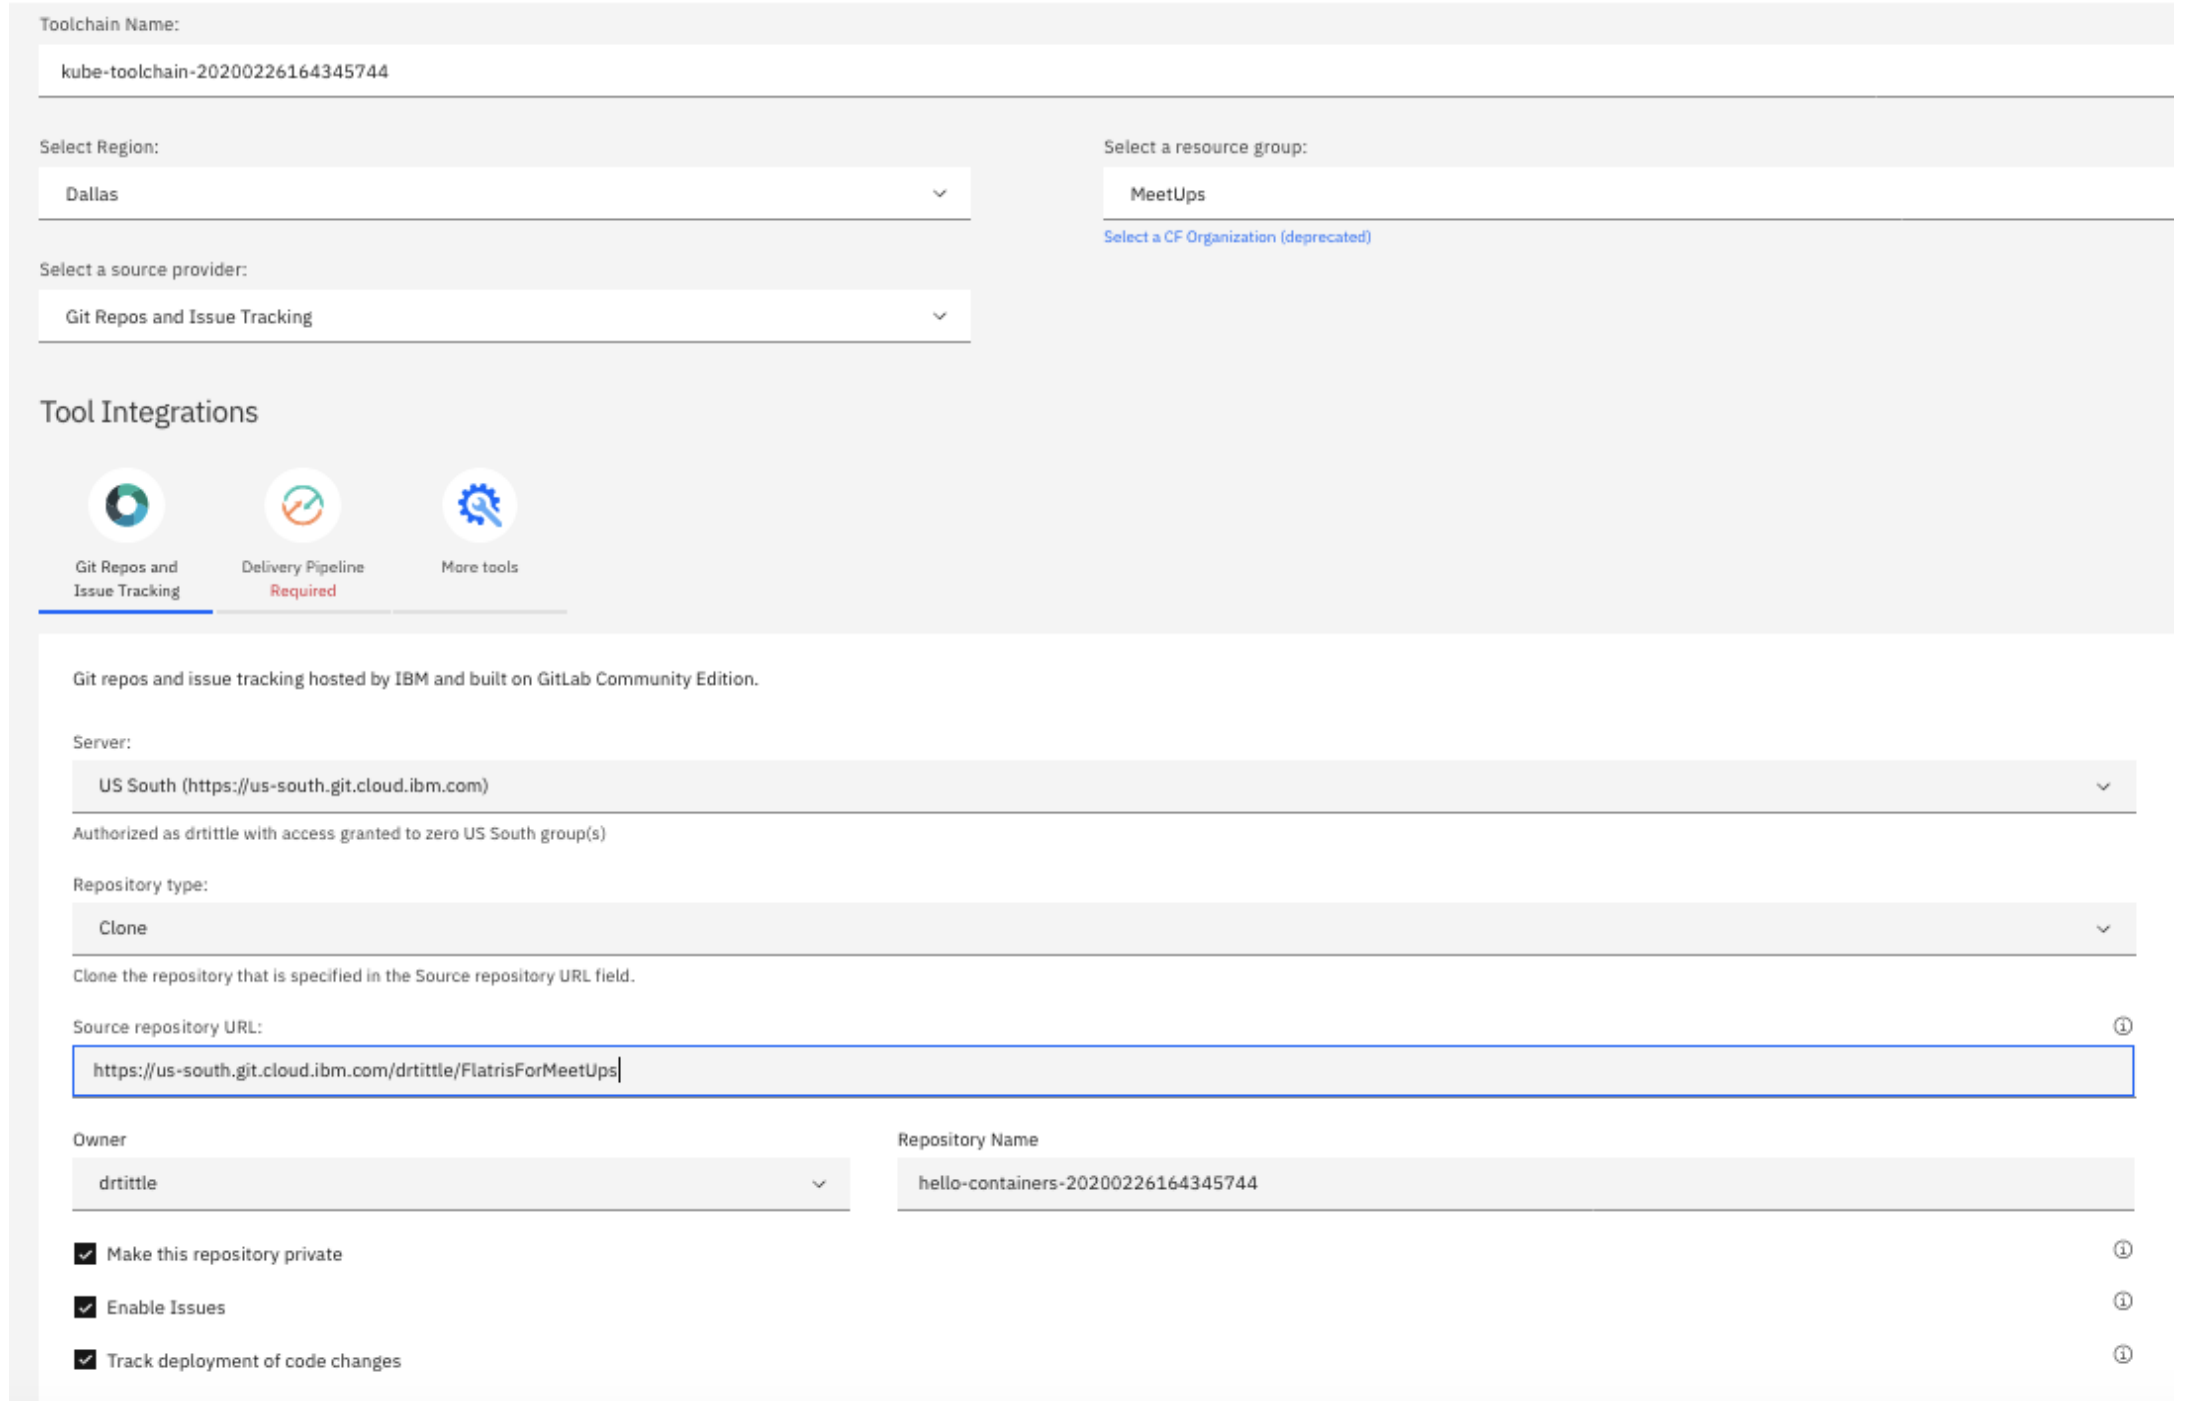 Toolchain Name:
kube-toolchain-20200226164345744
Select Region:
Select a resource group:
Dallas
MeetUps
Select a CF Organization (deprecated)
Select a source provider:
Git Repos and Issue Tracking
Tool Integrations
Git Repos and
Issue Tracking
Delivery Pipeline
Required
More tools
Git repos and issue tracking hosted by IBM and built on GitLab Community Edition.
Server:
US South (https://us-south.git.cloud.ibm.com)
Authorized as drtittle with access granted to zero US South group(s)
Repository type:
Clone
Clone the repository that is specified in the Source repository URL field.
Source repository URL:
https://us-south.git.cloud.ibm.com/drtittle/FlatrisForMeetUps
Owner
Repository Name
drtittle
hello-containers-20200226164345744
Make this repository private
Enable Issues
Track deployment of code changes